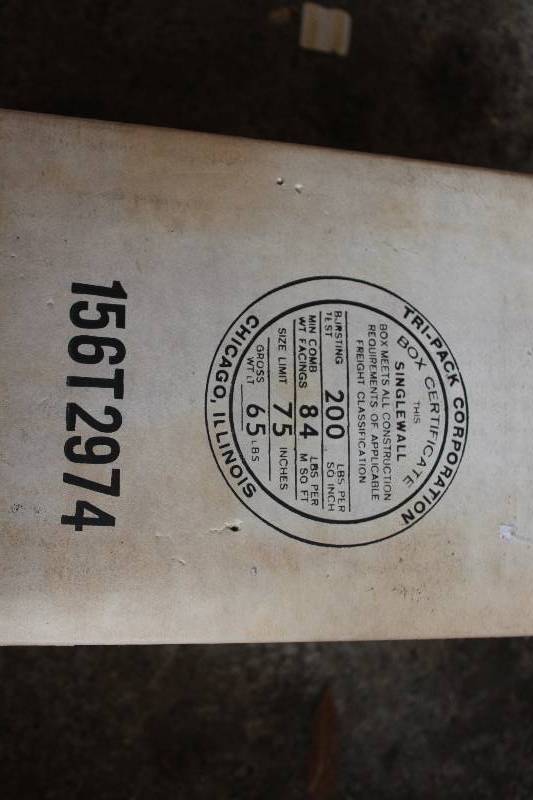 TRI-PACK CORPORATION
BOX CERTIFICATE
THIS
SINGLEWALL
BOX MEETS ALL CONSTRUCTION
REQUIREMENTS OF APPLICABLE
FREIGHT CLASSIFICATION
BURSTING TEST 200 LBS PER SQ INCH
MIN COMB WT FACINGS 84 LBS PER M SQ FT
SIZE LIMIT 75 INCHES
GROSS WT LT 65 LBS
CHICAGO, ILLINOIS
156T2974